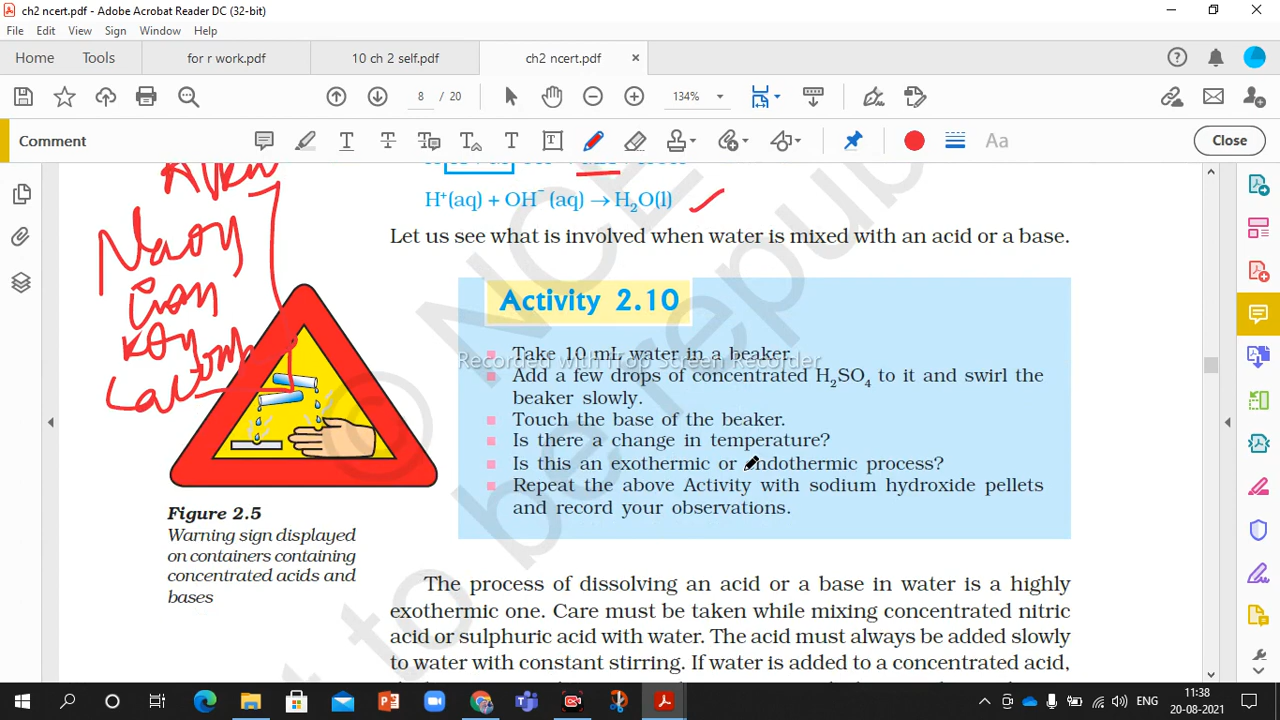 ch2 ncert.pdf - Adobe Acrobat Reader DC (32-bit)
File Edit View Sign Window Help
Home Tools for r work.pdf 10 ch 2 self.pdf ch2 ncert.pdf
8 / 20 134%
Comment Close
H⁺(aq) + OH⁻ (aq) → H₂O(l)
Let us see what is involved when water is mixed with an acid or a base.
Activity 2.10
Take 10 mL water in a beaker.
Recorded with iTop Screen Recorder
Add a few drops of concentrated H₂SO₄ to it and swirl the
beaker slowly.
Touch the base of the beaker.
Is there a change in temperature?
Is this an exothermic or endothermic process?
Repeat the above Activity with sodium hydroxide pellets
and record your observations.
Figure 2.5
Warning sign displayed
on containers containing
concentrated acids and
bases
The process of dissolving an acid or a base in water is a highly
exothermic one. Care must be taken while mixing concentrated nitric
acid or sulphuric acid with water. The acid must always be added slowly
to water with constant stirring. If water is added to a concentrated acid,
ENG
11:38
20-08-2021